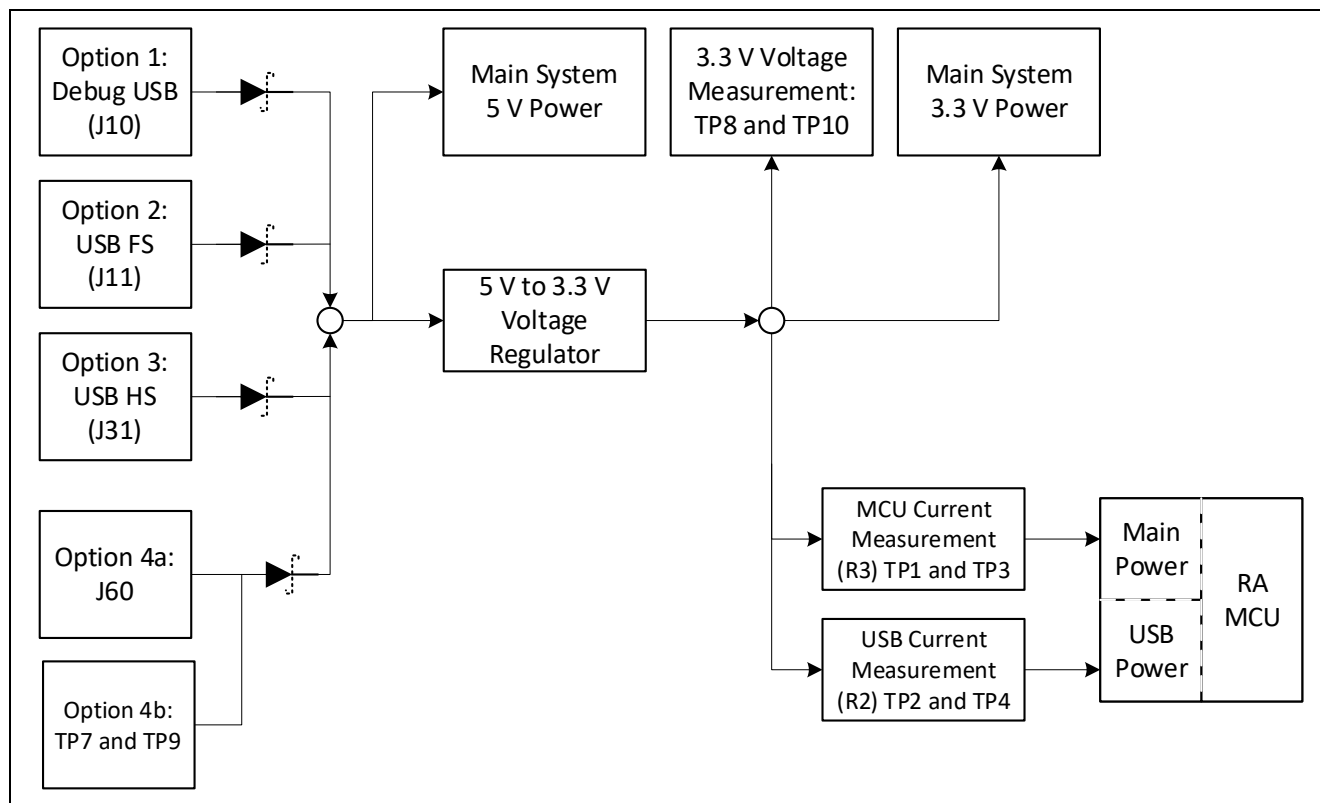 Option 1:
Debug USB
(J10)
Main System
5 V Power
3.3 V Voltage
Measurement:
TP8 and TP10
Main System
3.3 V Power
Option 2:
USB FS
(J11)
5 V to 3.3 V
Voltage
Regulator
Option 3:
USB HS
(J31)
Option 4a:
J60
MCU Current
Measurement
(R3) TP1 and TP3
Main
Power
RA
MCU
USB Current
Measurement
(R2) TP2 and TP4
USB
Power
Option 4b:
TP7 and TP9